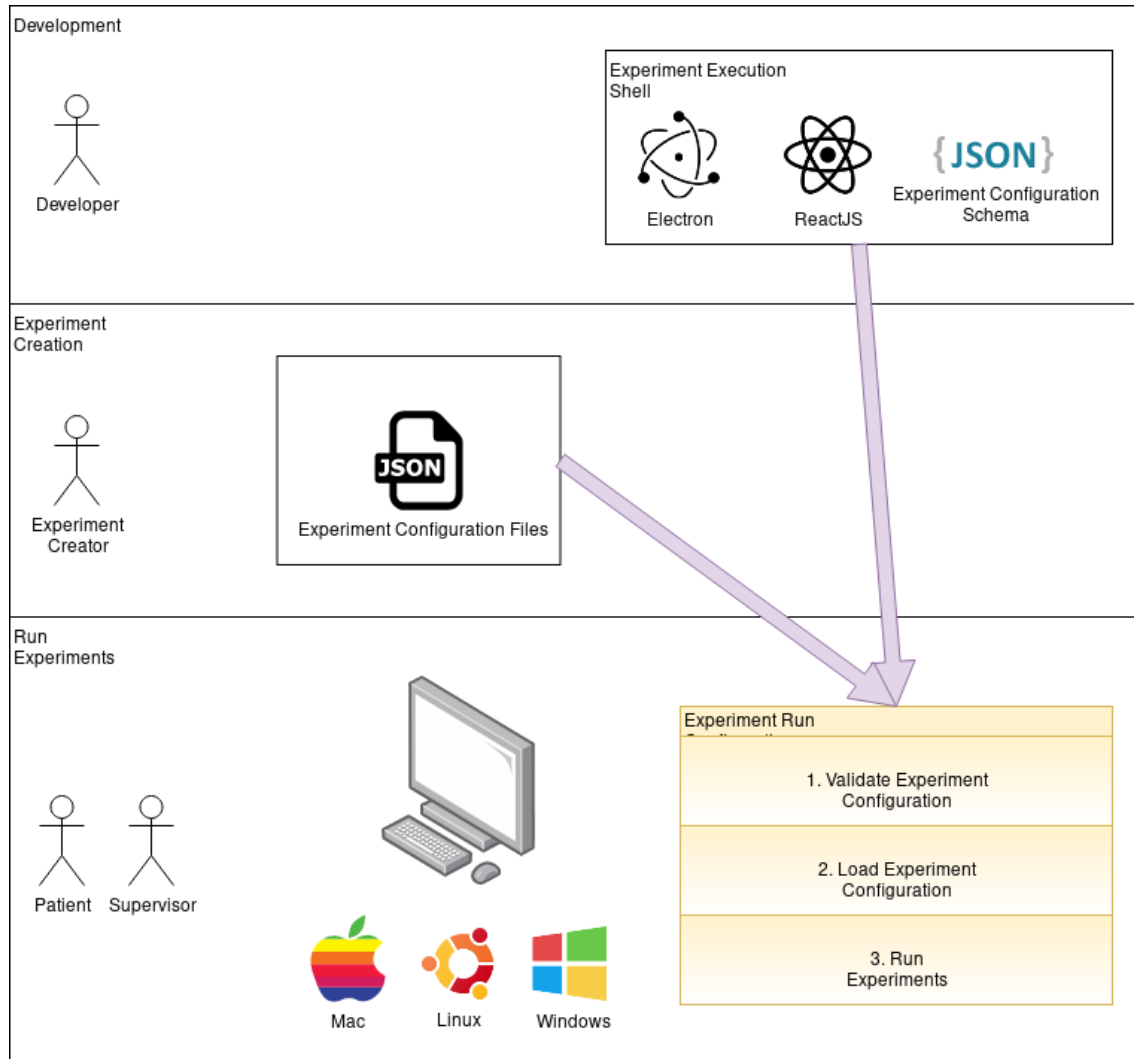 Development
Experiment Execution
Shell
{JSON}
Developer
Electron
ReactJS
Experiment Configuration
Schema
Experiment
Creation
JSON
Experiment
Creator
Experiment Configuration Files
Run
Experiments
Experiment Run
1. Validate Experiment
Configuration
2. Load Experiment
Configuration
Patient
Supervisor
3. Run
Experiments
Mac
Linux
Windows